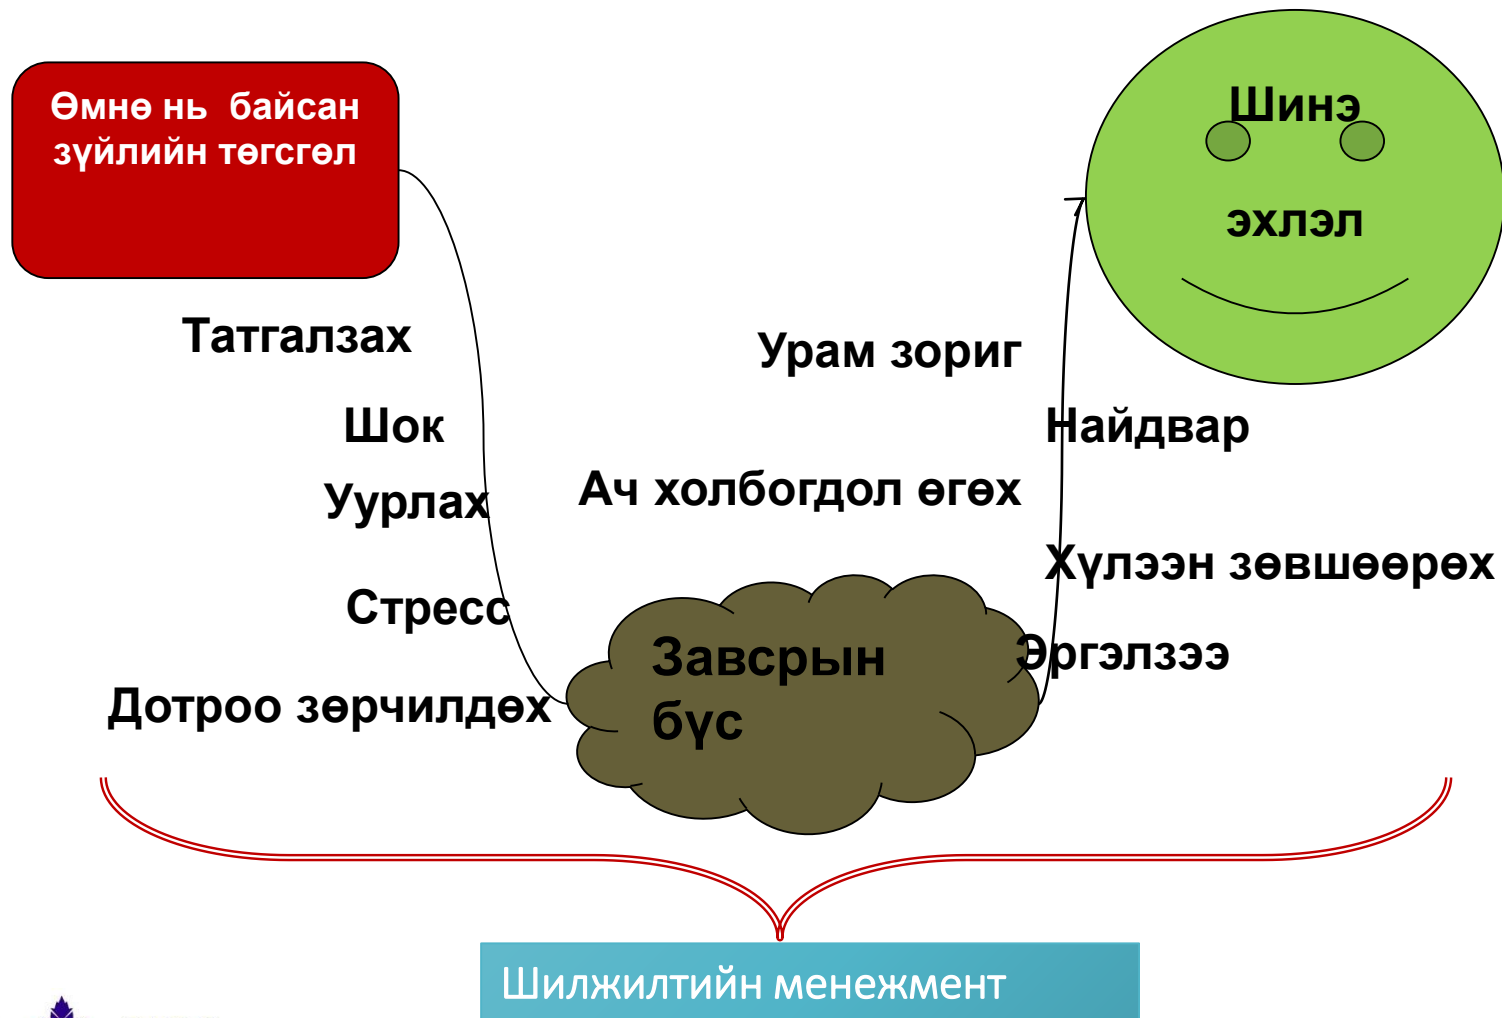 Өмнө нь байсан
зүйлийн төгсгөл
Шинэ
эхлэл
Татгалзах
Шок
Уурлах
Стресс
Дотроо зөрчилдөх
Урам зориг
Найдвар
Ач холбогдол өгөх
Хүлээн зөвшөөрөх
Эргэлзээ
Завсрын
бүс
Шилжилтийн менежмент